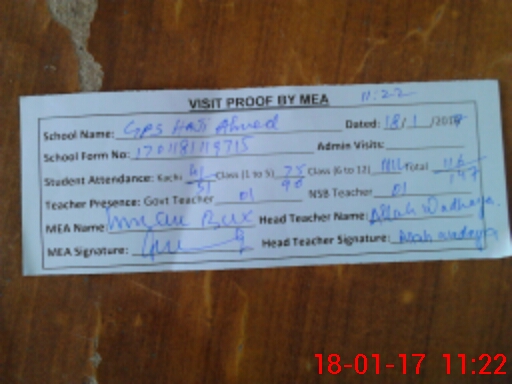 VISIT PROOF BY MEA 11:22
School Name: GPS HAJI Ahmed Dated: 18/1/2017
School Form No: 1701181119715 Admin Visits:
Student Attendance: Kachi 41/51 Class (1 to 5) 75/96 Class (6 to 12) Total 116/147
Teacher Presence: Govt Teacher 01 NSB Teacher 01
MEA Name Bux Head Teacher Name: Allah Wadhaya.
MEA Signature: Head Teacher Signature: Allah wadaya
18-01-17 11:22